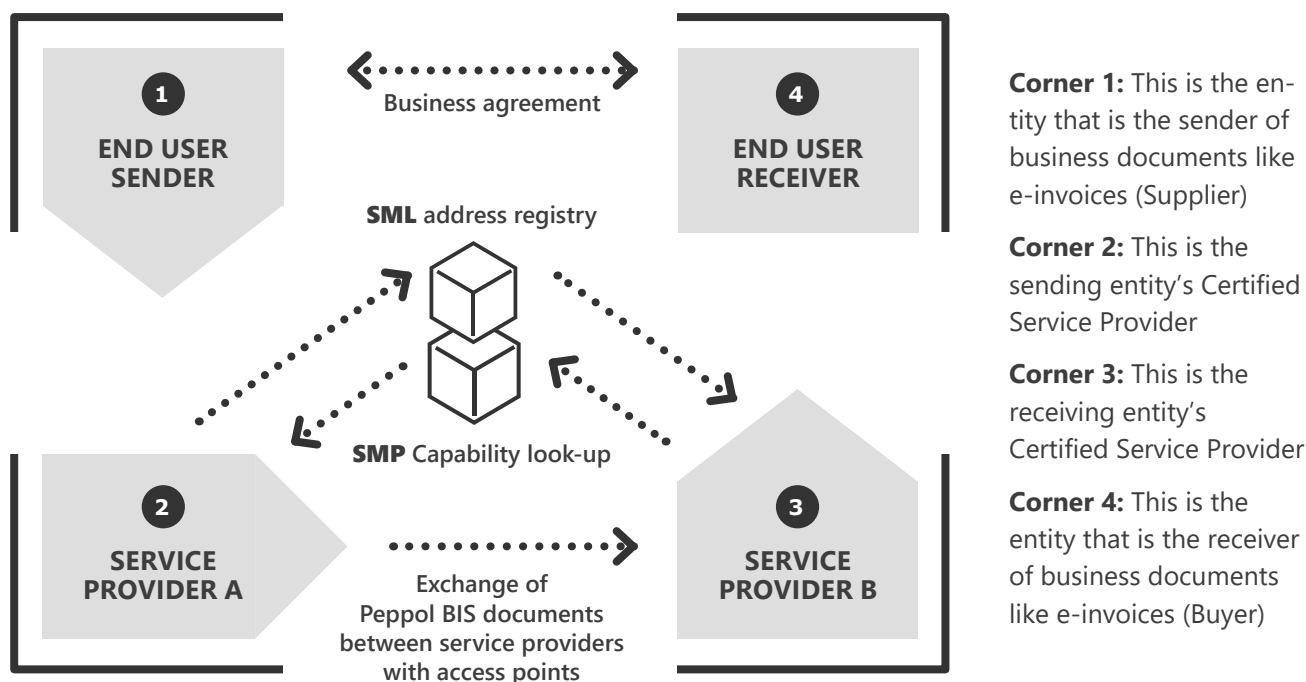 1
END USER
SENDER
Business agreement
4
END USER
RECEIVER
SML address registry
SMP Capability look-up
2
SERVICE
PROVIDER A
Exchange of
Peppol BIS documents
between service providers
with access points
3
SERVICE
PROVIDER B
Corner 1: This is the en-
tity that is the sender of
business documents like
e-invoices (Supplier)
Corner 2: This is the
sending entity’s Certified
Service Provider
Corner 3: This is the
receiving entity’s
Certified Service Provider
Corner 4: This is the
entity that is the receiver
of business documents
like e-invoices (Buyer)